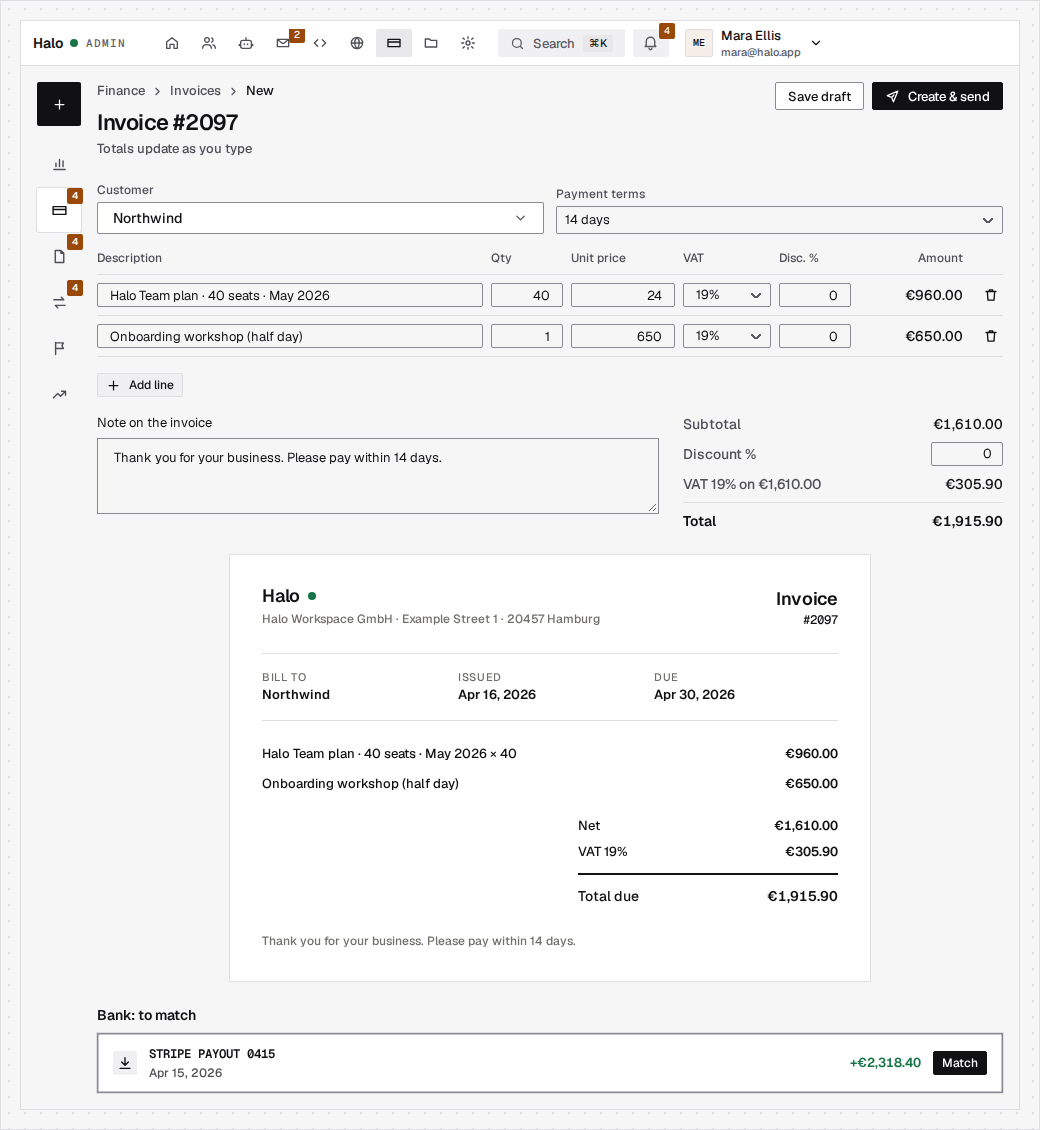 Halo ADMIN 2 Search ⌘K 4 ME Mara Ellis
mara@halo.app
Finance > Invoices > New Save draft Create & send
Invoice #2097
Totals update as you type
4
4
4
Customer Payment terms
Northwind 14 days
Description Qty Unit price VAT Disc. % Amount
Halo Team plan · 40 seats · May 2026 40 24 19% 0 €960.00
Onboarding workshop (half day) 1 650 19% 0 €650.00
+ Add line
Note on the invoice
Thank you for your business. Please pay within 14 days.
Subtotal €1,610.00
Discount % 0
VAT 19% on €1,610.00 €305.90
Total €1,915.90
Halo Invoice
Halo Workspace GmbH · Example Street 1 · 20457 Hamburg #2097
BILL TO ISSUED DUE
Northwind Apr 16, 2026 Apr 30, 2026
Halo Team plan · 40 seats · May 2026 × 40 €960.00
Onboarding workshop (half day) €650.00
Net €1,610.00
VAT 19% €305.90
Total due €1,915.90
Thank you for your business. Please pay within 14 days.
Bank: to match
STRIPE PAYOUT 0415 +€2,318.40 Match
Apr 15, 2026